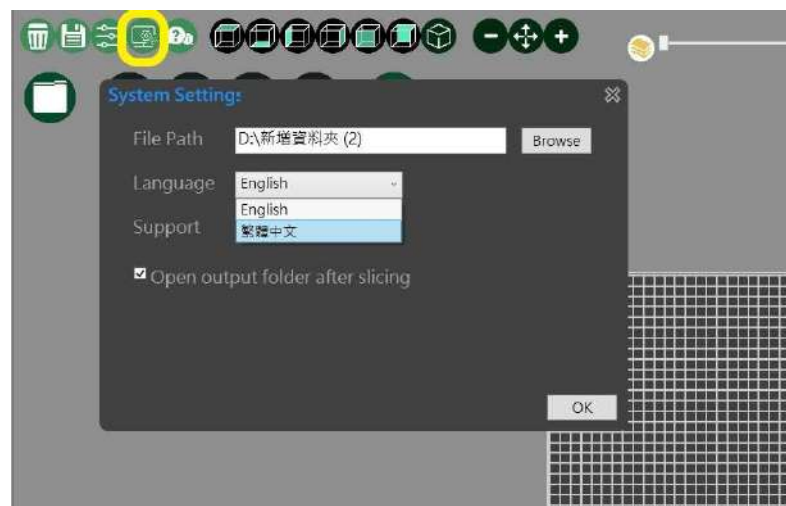 System Settings
File Path D:\新增資料夾 (2) Browse
Language English
English
Support 繁體中文
Open output folder after slicing
OK